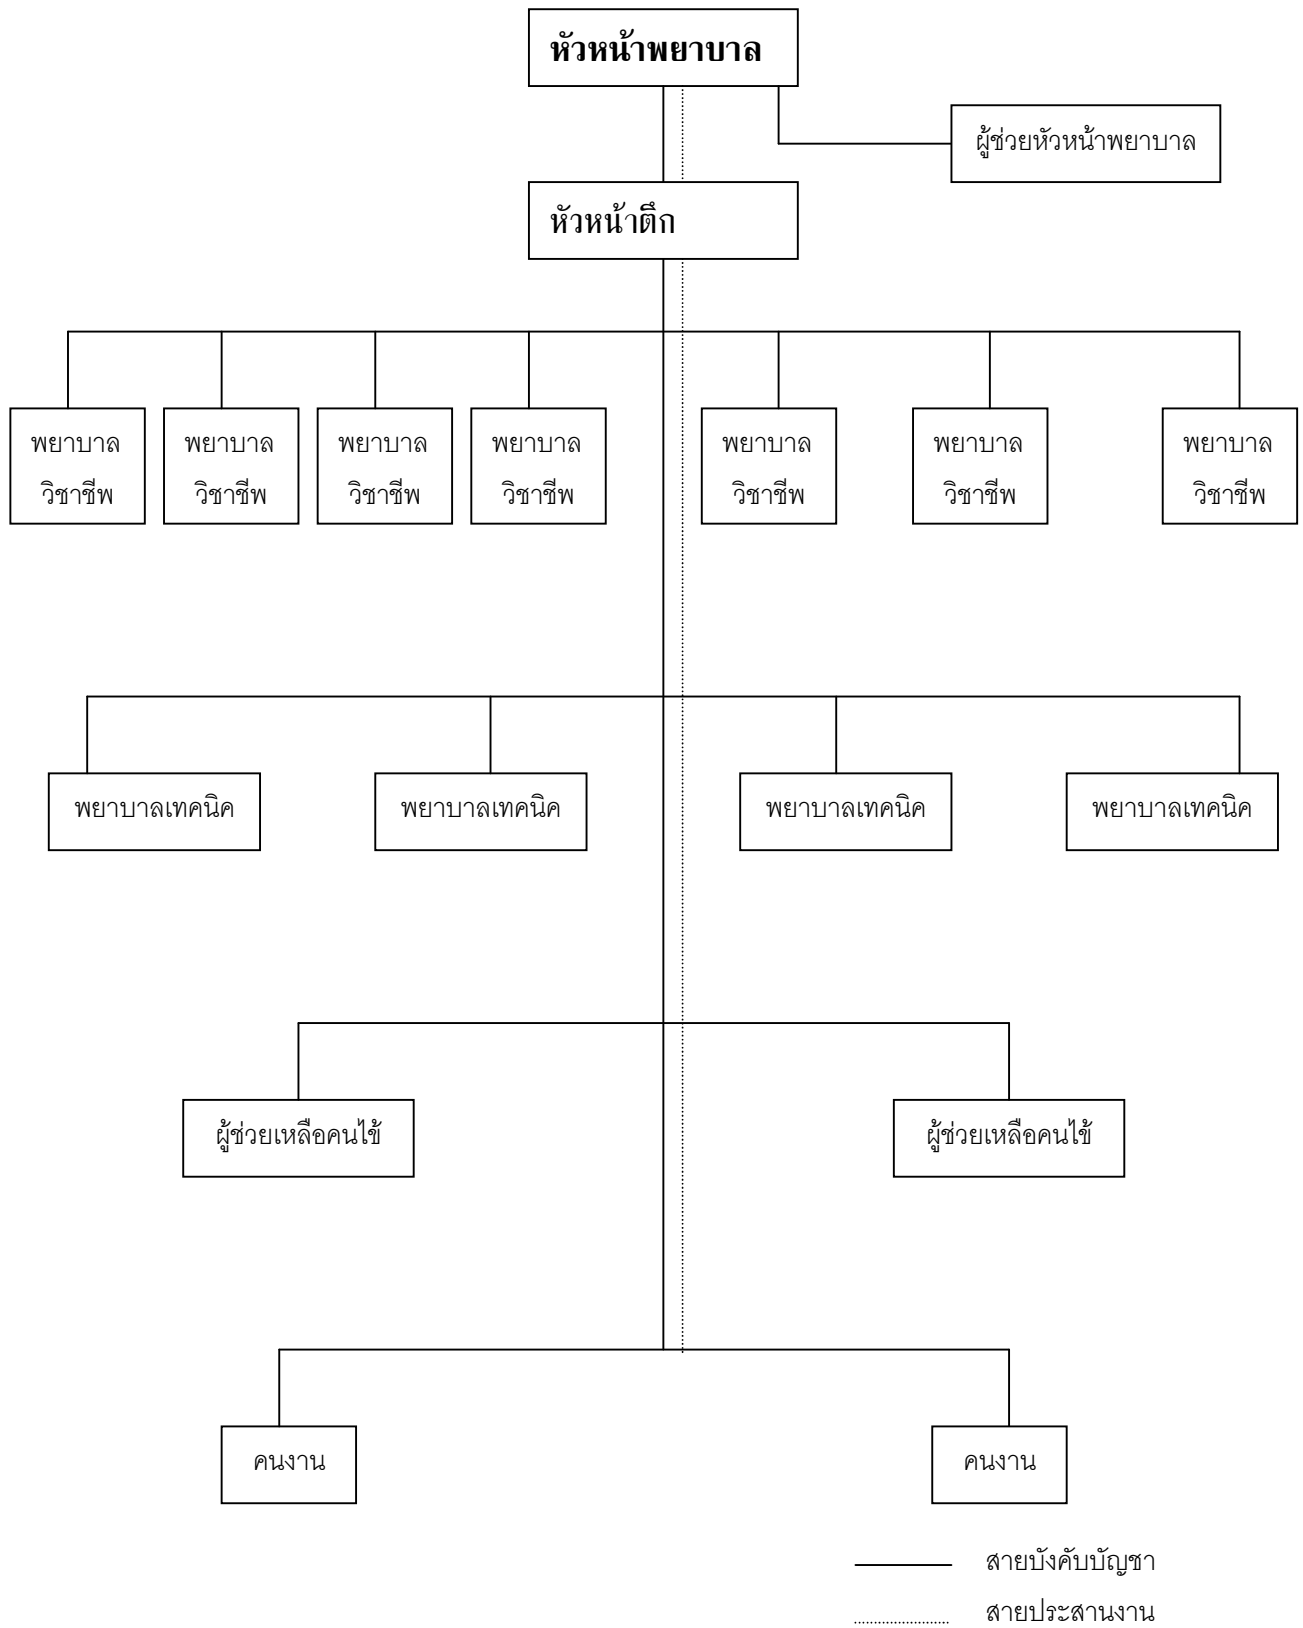 หัวหน้าพยาบาล
ผู้ช่วยหัวหน้าพยาบาล
หัวหน้าตึก
พยาบาล
วิชาชีพ
พยาบาล
วิชาชีพ
พยาบาล
วิชาชีพ
พยาบาล
วิชาชีพ
พยาบาล
วิชาชีพ
พยาบาล
วิชาชีพ
พยาบาล
วิชาชีพ
พยาบาลเทคนิค
พยาบาลเทคนิค
พยาบาลเทคนิค
พยาบาลเทคนิค
ผู้ช่วยเหลือคนไข้
ผู้ช่วยเหลือคนไข้
คนงาน
คนงาน
สายบังคับบัญชา
สายประสานงาน